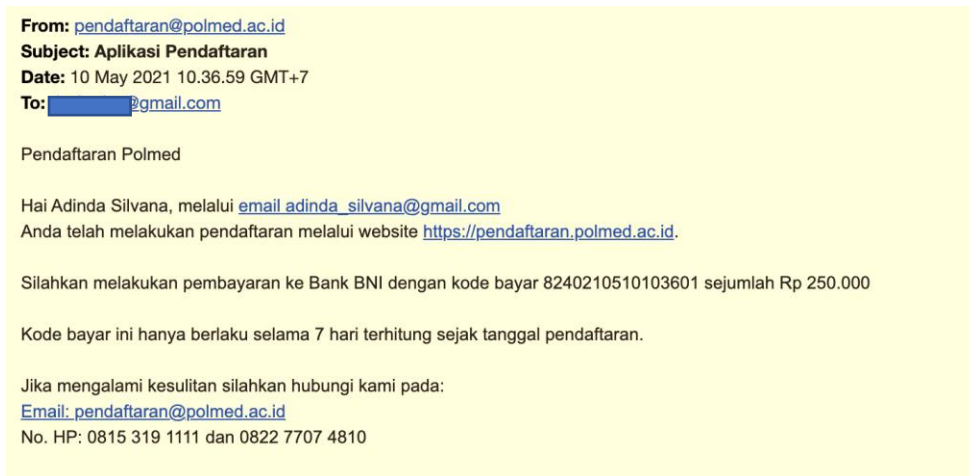 From: pendaftaran@polmed.ac.id
Subject: Aplikasi Pendaftaran
Date: 10 May 2021 10.36.59 GMT+7
To: @gmail.com
Pendaftaran Polmed
Hai Adinda Silvana, melalui email adinda_silvana@gmail.com
Anda telah melakukan pendaftaran melalui website https://pendaftaran.polmed.ac.id.
Silahkan melakukan pembayaran ke Bank BNI dengan kode bayar 8240210510103601 sejumlah Rp 250.000
Kode bayar ini hanya berlaku selama 7 hari terhitung sejak tanggal pendaftaran.
Jika mengalami kesulitan silahkan hubungi kami pada:
Email: pendaftaran@polmed.ac.id
No. HP: 0815 319 1111 dan 0822 7707 4810